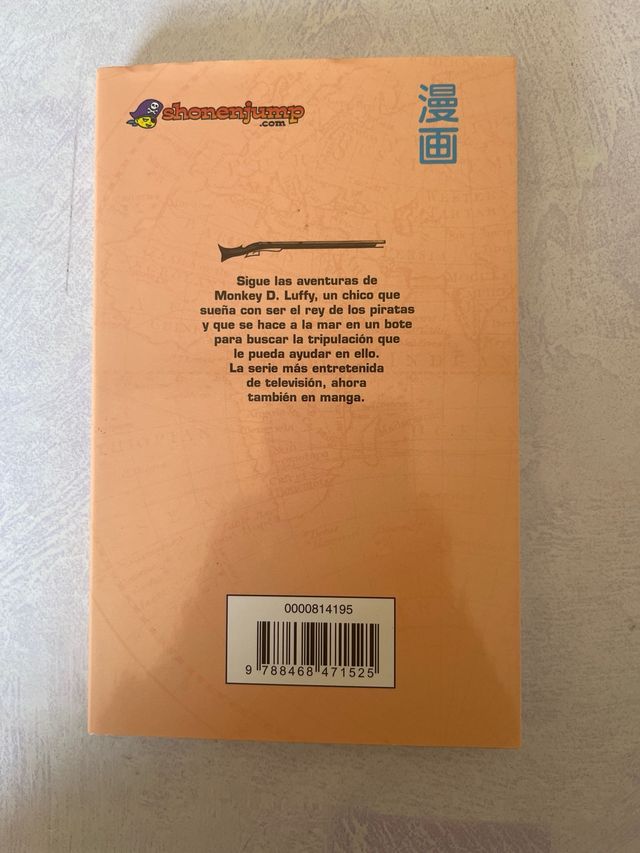 shonenjump
.com
漫画
Sigue las aventuras de
Monkey D. Luffy, un chico que
sueña con ser el rey de los piratas
y que se hace a la mar en un bote
para buscar la tripulación que
le pueda ayudar en ello.
La serie más entretenida
de televisión, ahora
también en manga.
0000814195
9 788468 471525